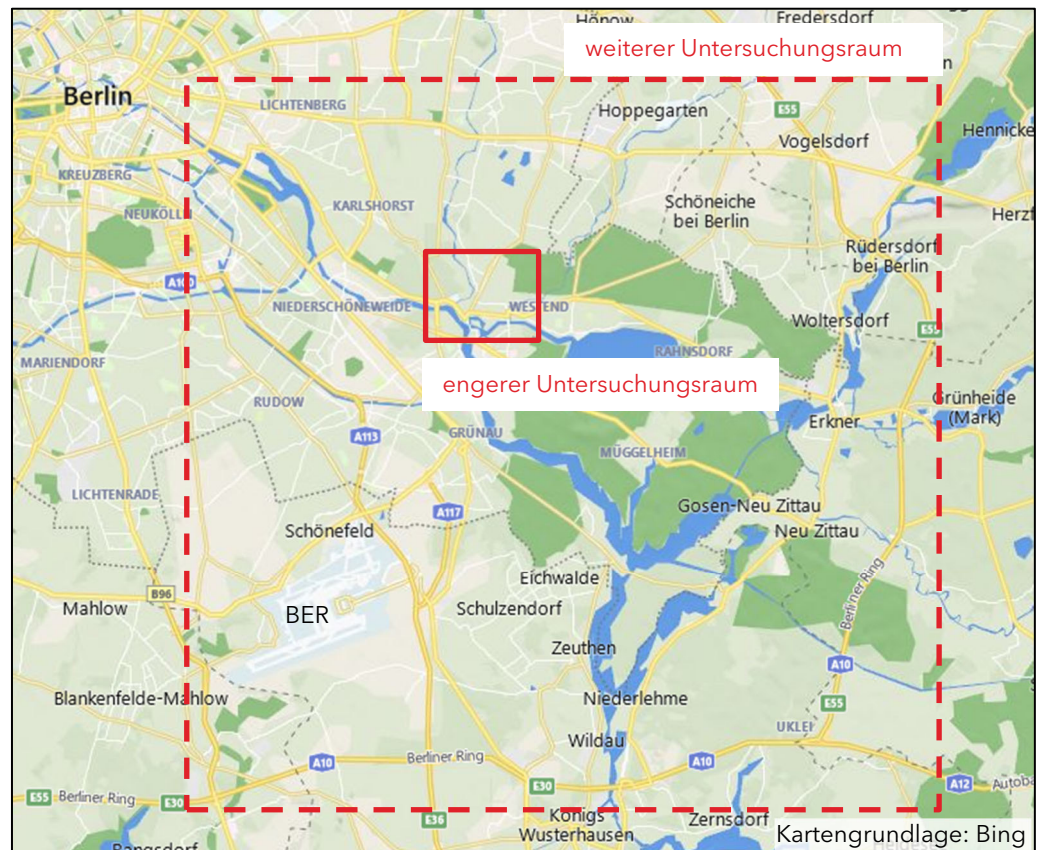 Hönow
Fredersdorf
weiterer Untersuchungsraum
Berlin
LICHTENBERG
Hoppegarten
E55
Vogelsdorf
Hennicke
KREUZBERG
KARLSHORST
Schöneiche
bei Berlin
NEUKÖLLN
Herzf
Rüdersdorf
bei Berlin
A100
NIEDERSCHÖNEWEIDE
WESTEND
Woltersdorf
E55
MARIENDORF
RAHNSDORF
engerer Untersuchungsraum
Grünheide
(Mark)
RUDOW
Erkner
A113
GRÜNAU
MÜGGELHEIM
LICHTENRADE
A117
Gosen-Neu Zittau
Schönefeld
Neu Zittau
Eichwalde
B96
Mahlow
BER
Schulzendorf
Berliner Ring
Zeuthen
A10
Blankenfelde-Mahlow
Niederlehme
E55
UKLEI
Wildau
Berliner Ring
A10
A10
E30
A12
Autoba
E55
Berliner Ring
E30
E36
Königs
Wusterhausen
Zernsdorf
Kartengrundlage: Bing
Rangsdorf